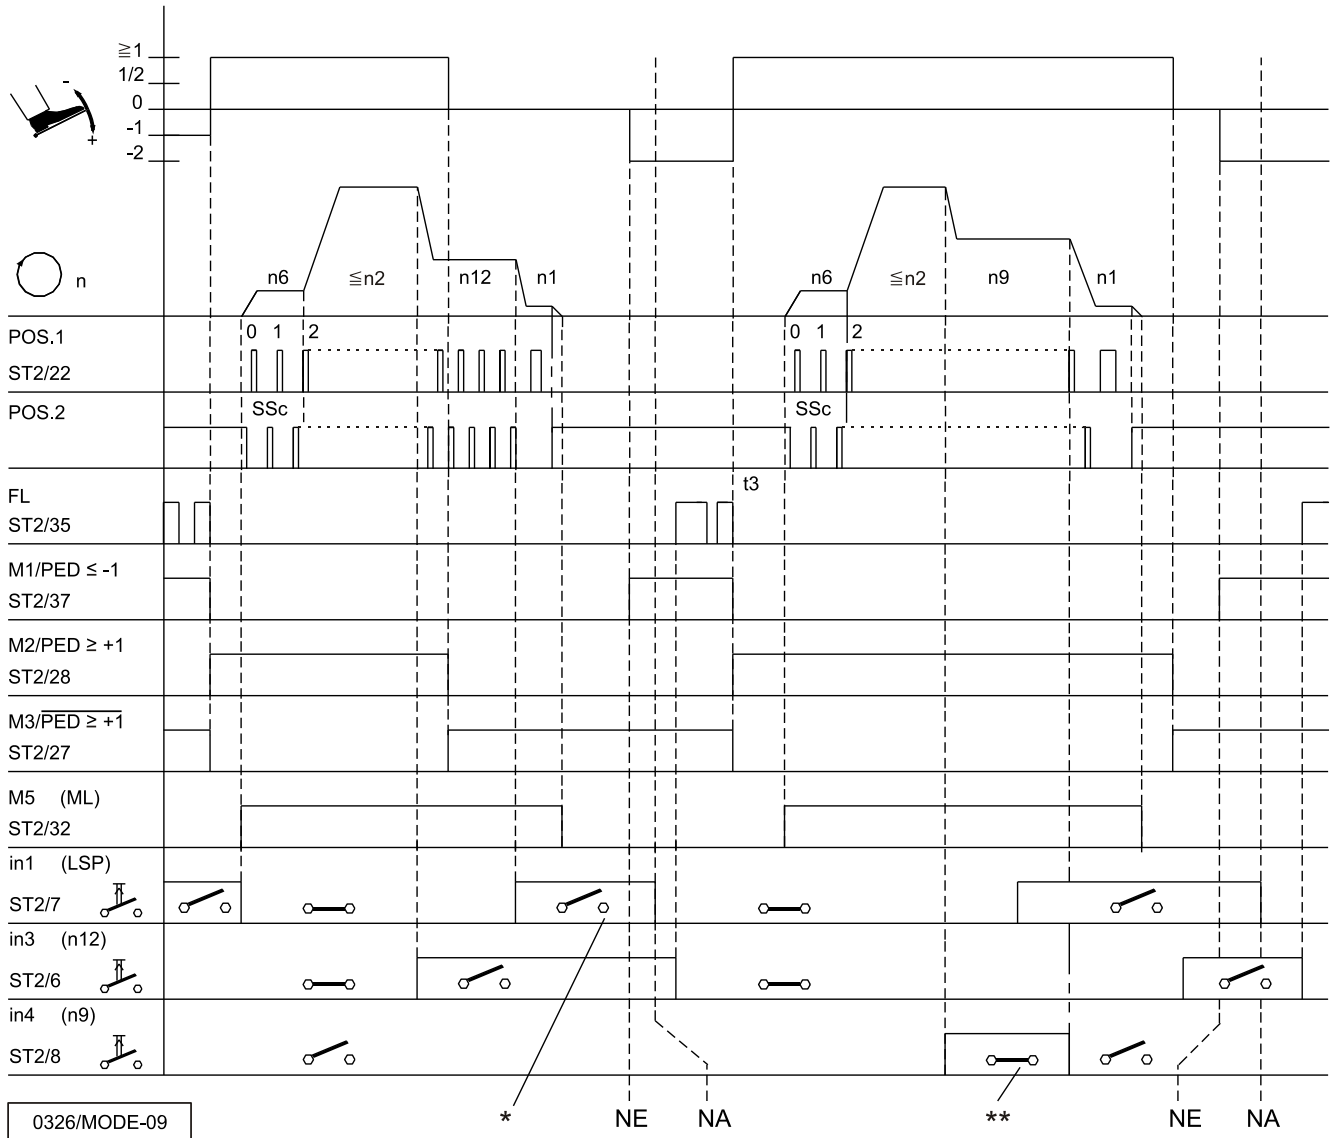 ≧1
1/2
0
-1
-2
-
+
n
n6 ≦n2 n12 n1 n6 ≦n2 n9 n1
POS.1 0 1 2 0 1 2
ST2/22
POS.2 SSc SSc
FL t3
ST2/35
M1/PED ≤ -1
ST2/37
M2/PED ≥ +1
ST2/28
M3/PED ≥ +1
ST2/27
M5 (ML)
ST2/32
in1 (LSP)
ST2/7
in3 (n12)
ST2/6
in4 (n9)
ST2/8
0326/MODE-09 * NE NA ** NE NA